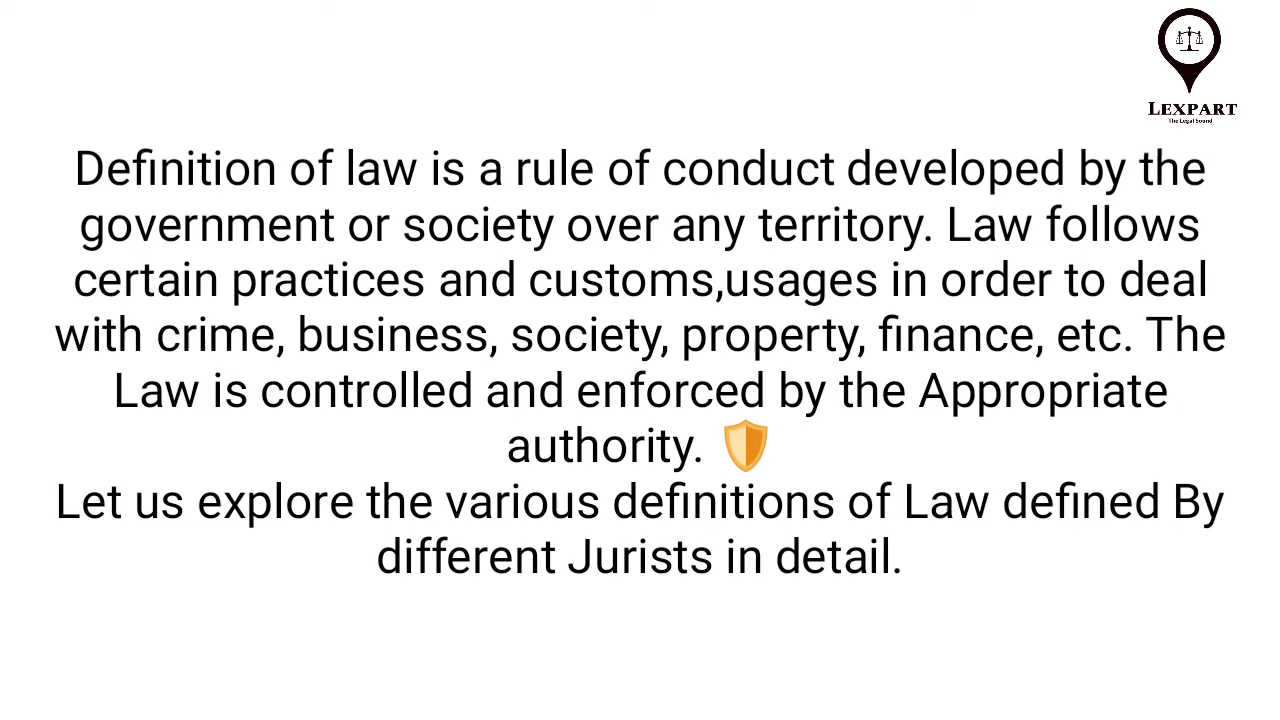 LEXPART
The Legal Sound
Definition of law is a rule of conduct developed by the
government or society over any territory. Law follows
certain practices and customs,usages in order to deal
with crime, business, society, property, finance, etc. The
Law is controlled and enforced by the Appropriate
authority. 🛡️
Let us explore the various definitions of Law defined By
different Jurists in detail.